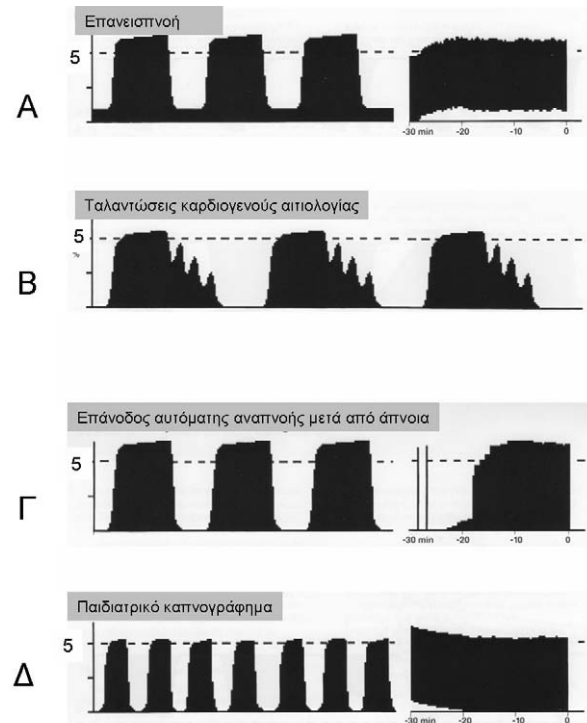 Επανεισπνοή
5
Α
-30 min -20 -10 0
Ταλαντώσεις καρδιογενούς αιτιολογίας
5
%
Β
Επάνοδος αυτόματης αναπνοής μετά από άπνοια
5
Γ
-30 min -20 -10 0
Παιδιατρικό καπνογράφημα
5
Δ
-30 min -20 -10 0